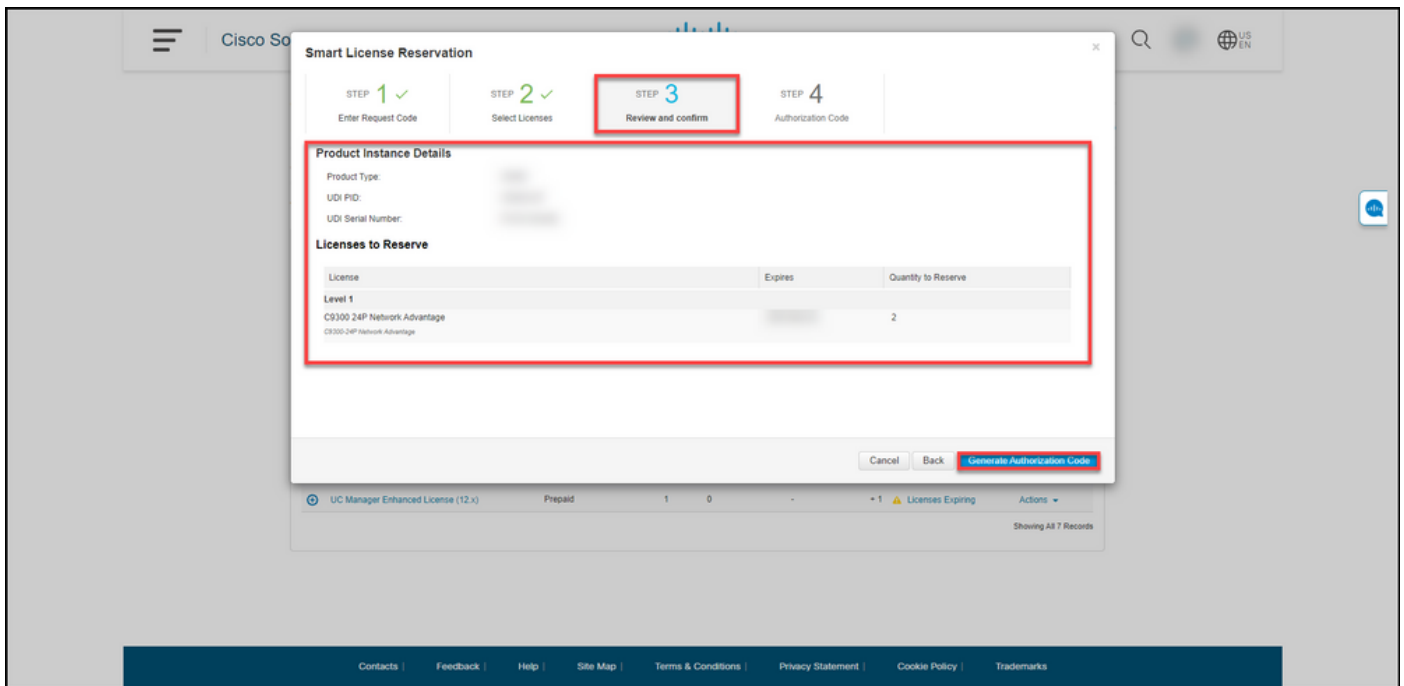 Cisco So
US
EN
Smart License Reservation
×
STEP 1 ✓
Enter Request Code
STEP 2 ✓
Select Licenses
STEP 3
Review and confirm
STEP 4
Authorization Code
Product Instance Details
Product Type:
UDI PID:
UDI Serial Number:
Licenses to Reserve
License Expires Quantity to Reserve
Level 1
C9300 24P Network Advantage 2
C9300-24P Network Advantage
Cancel Back Generate Authorization Code
UC Manager Enhanced License (12.x) Prepaid 1 0 - + 1 Licenses Expiring Actions
Showing All 7 Records
Contacts | Feedback | Help | Site Map | Terms & Conditions | Privacy Statement | Cookie Policy | Trademarks